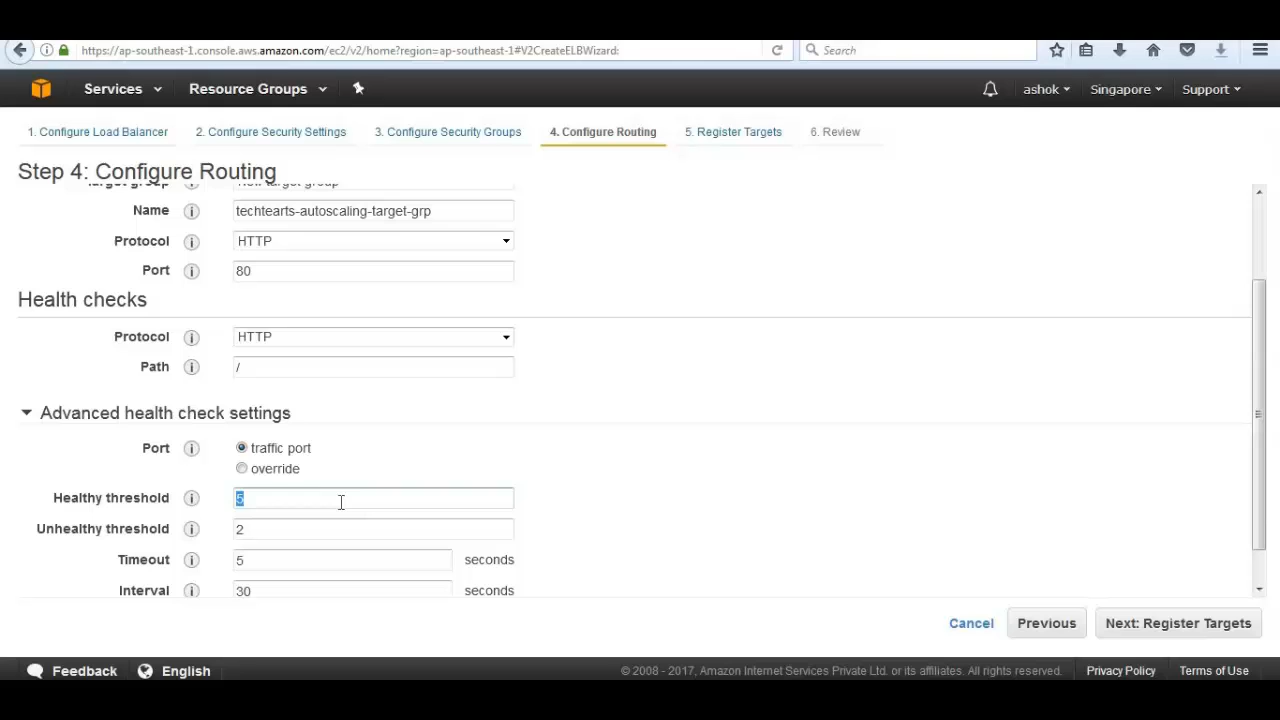 https://ap-southeast-1.console.aws.amazon.com/ec2/v2/home?region=ap-southeast-1#V2CreateELBWizard:
Search
Services
Resource Groups
ashok
Singapore
Support
1. Configure Load Balancer
2. Configure Security Settings
3. Configure Security Groups
4. Configure Routing
5. Register Targets
6. Review
Step 4: Configure Routing
Target group
New target group
Name
techtearts-autoscaling-target-grp
Protocol
HTTP
Port
80
Health checks
Protocol
HTTP
Path
/
Advanced health check settings
Port
traffic port
override
Healthy threshold
5
Unhealthy threshold
2
Timeout
5
seconds
Interval
30
seconds
Cancel
Previous
Next: Register Targets
Feedback
English
© 2008 - 2017, Amazon Internet Services Private Ltd. or its affiliates. All rights reserved.
Privacy Policy
Terms of Use